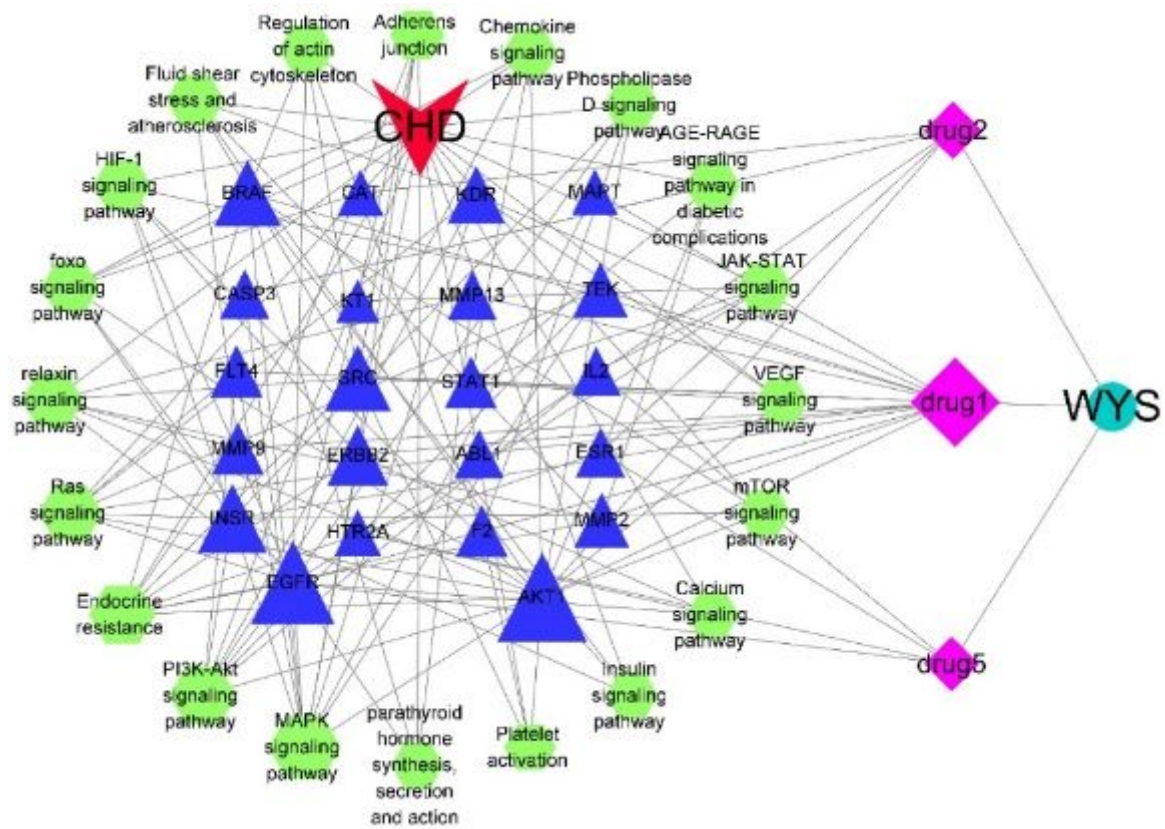 Regulation
of actin
cytoskeleton
Adherens
junction
Chemokine
signaling
pathway
Fluid shear
stress and
atherosclerosis
CHD
Phospholipase
D signaling
pathway
AGE-RAGE
signaling
pathway in
diabetic
complications
drug2
HIF-1
signaling
pathway
BRAF
CAT
KDR
MAPT
foxo
signaling
pathway
CASP3
KT1
MMP13
TEK
JAK-STAT
signaling
pathway
relaxin
signaling
pathway
FLT4
SRC
STAT1
IL2
VEGF
signaling
pathway
drug1
WYS
MMP9
ERBB2
ABL1
ESR1
Ras
signaling
pathway
INSR
HTR2A
F2
MMP2
mTOR
signaling
pathway
EGFR
AKT1
Endocrine
resistance
Calcium
signaling
pathway
drug5
PI3K-Akt
signaling
pathway
MAPK
signaling
pathway
parathyroid
hormone
synthesis,
secretion
and action
Platelet
activation
Insulin
signaling
pathway